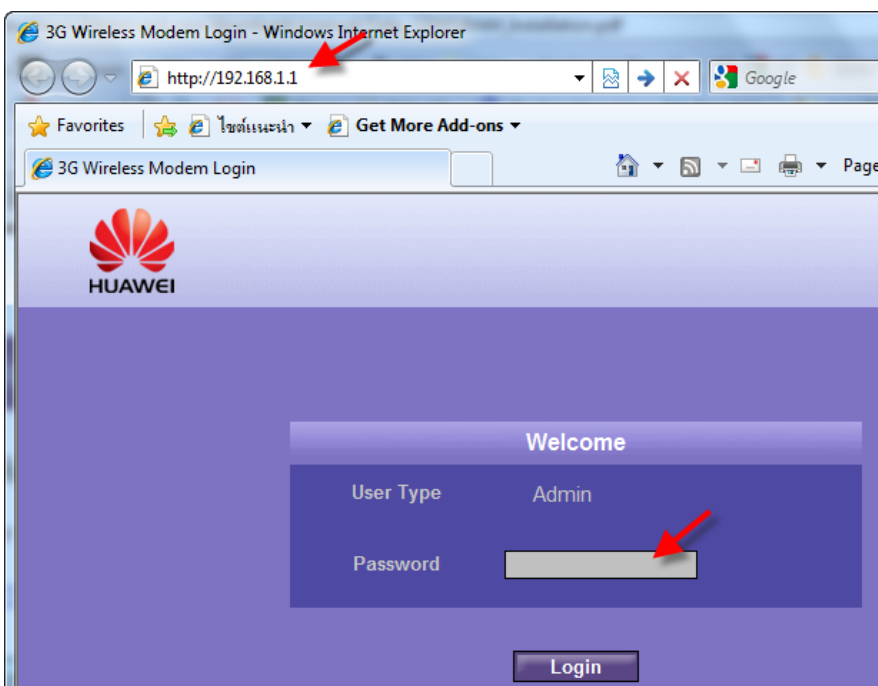 3G Wireless Modem Login - Windows Internet Explorer
http://192.168.1.1
Google
Favorites ไซต์แนะนำ Get More Add-ons
3G Wireless Modem Login
Page
HUAWEI
Welcome
User Type Admin
Password
Login